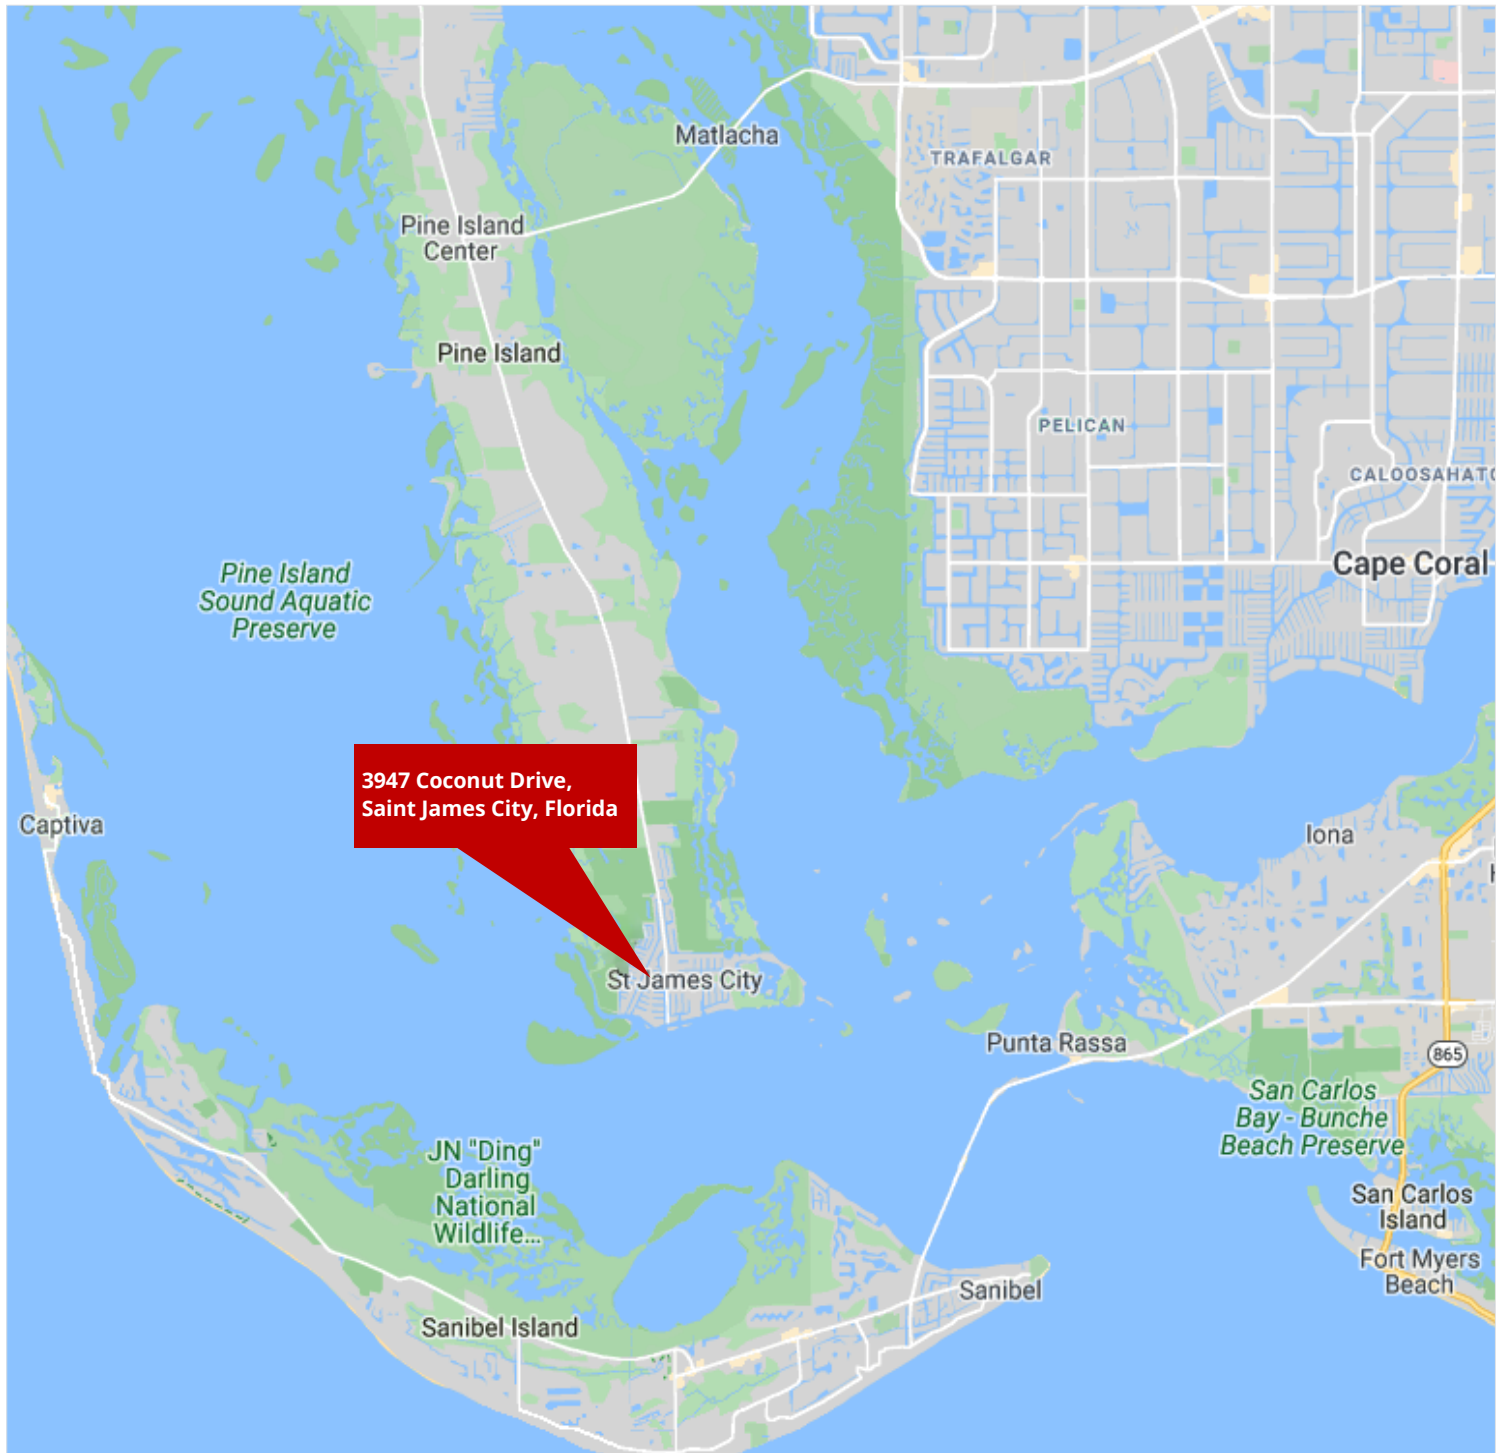 Matlacha
TRAFALGAR
Pine Island
Center
Pine Island
PELICAN
CALOOSAHAT
Cape Coral
Pine Island
Sound Aquatic
Preserve
3947 Coconut Drive,
Saint James City, Florida
Captiva
Iona
St James City
Punta Rassa
865
San Carlos
Bay - Bunche
Beach Preserve
JN "Ding"
Darling
National
Wildlife...
San Carlos
Island
Fort Myers
Beach
Sanibel
Sanibel Island